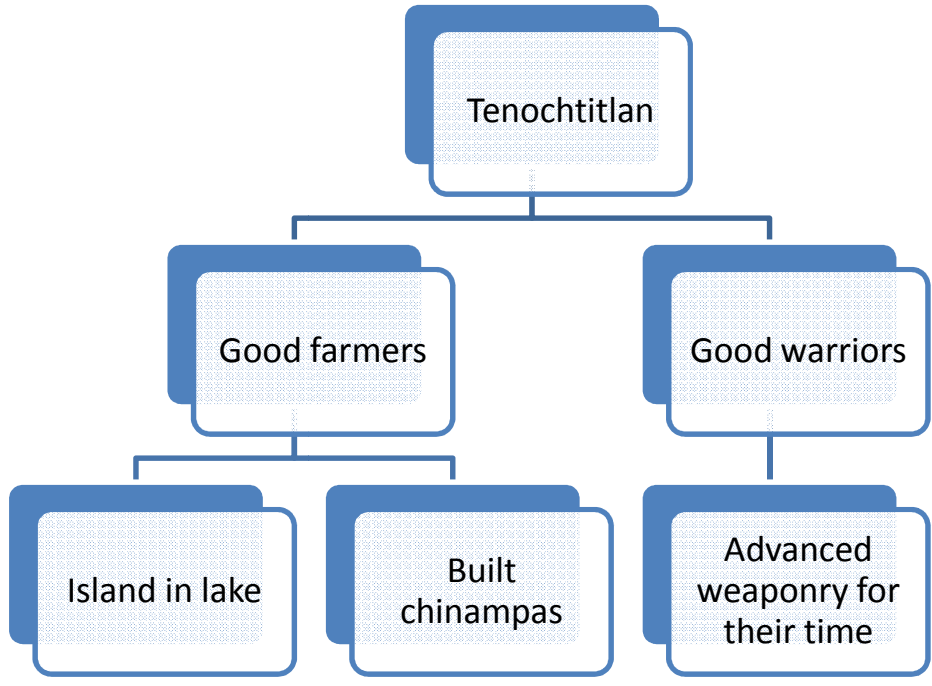 Tenochtitlan
Good farmers
Good warriors
Island in lake
Built
chinampas
Advanced
weaponry for
their time